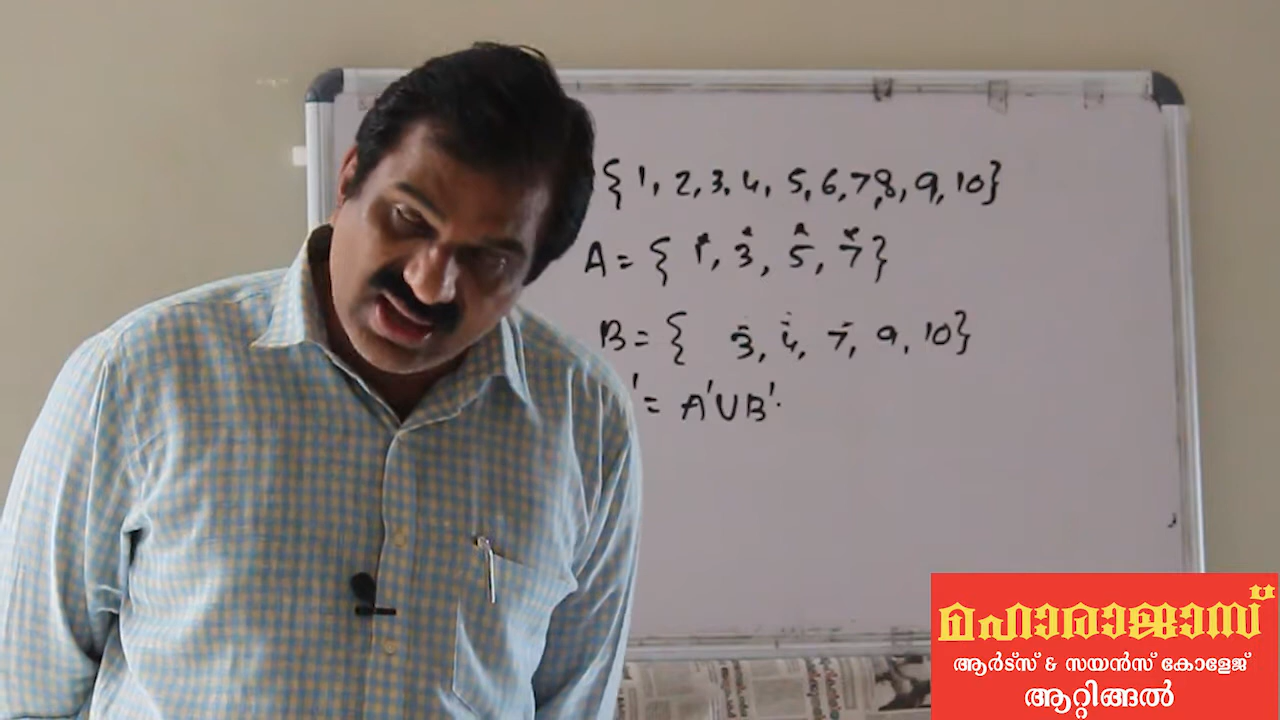 { 1, 2, 3, 4, 5, 6, 7, 8, 9, 10}
A = { 1, 3, 5, 7}
B = { 3, 4, 7, 9, 10}
' = A'∪B'.
മഹാരാജാസ്
ആർട്സ് & സയൻസ് കോളേജ്
ആറ്റിങ്ങൽ